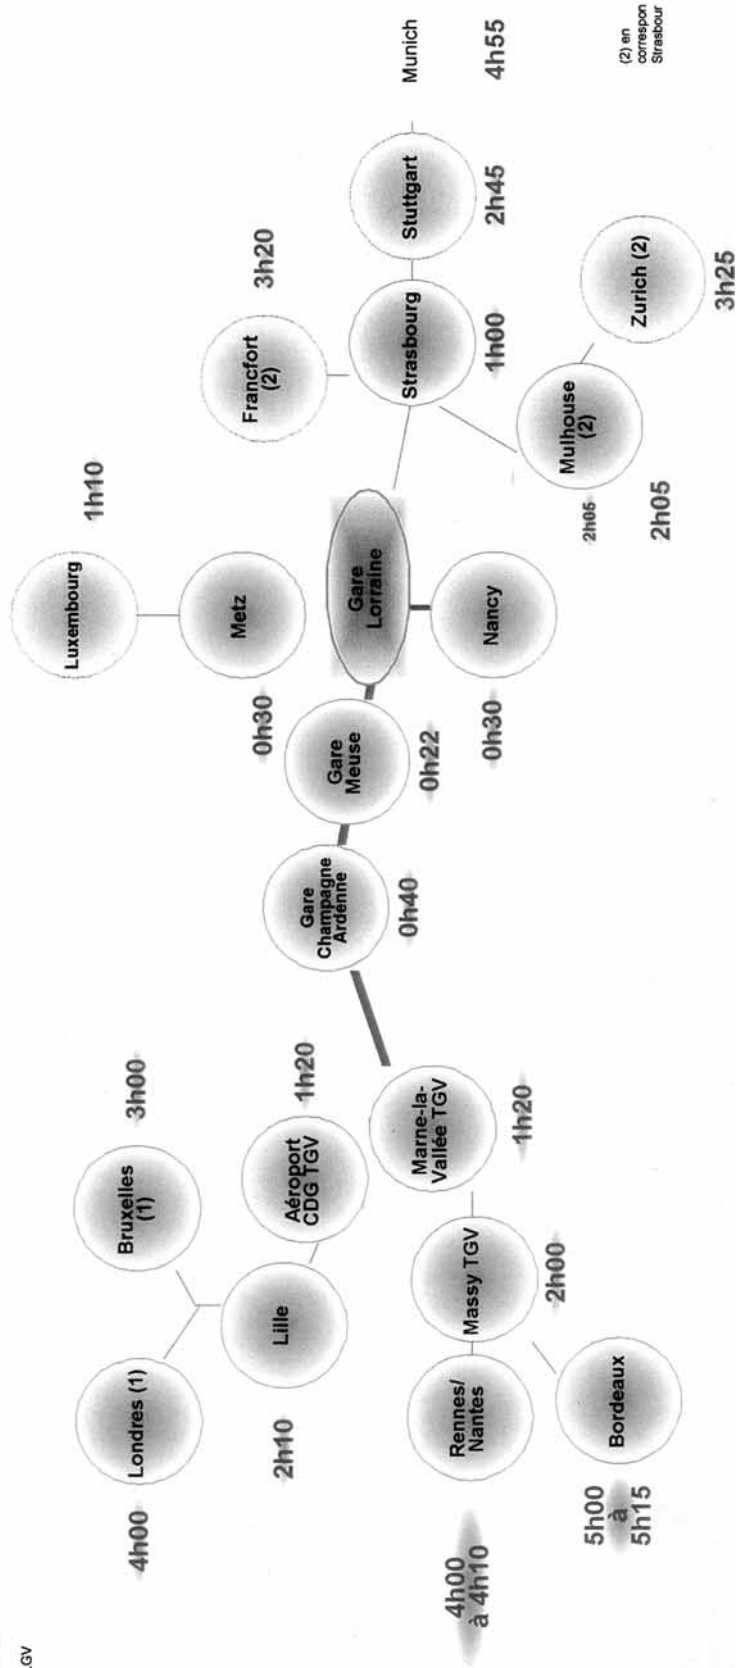 Londres (1)
4h00
Bruxelles
(1)
3h00
Lille
2h10
Aéroport
CDG TGV
1h20
Rennes/
Nantes
4h00
à 4h10
Massy TGV
2h00
Bordeaux
5h00
à
5h15
Marne-la-
Vallée TGV
1h20
Gare
Champagne
Ardenne
0h40
Gare
Meuse
0h22
Luxembourg
1h10
Metz
0h30
Gare
Lorraine
Nancy
0h30
Francfort
(2)
3h20
Strasbourg
1h00
Stuttgart
2h45
Munich
4h55
Mulhouse
(2)
2h05
2h05
Zurich (2)
3h25
(2) en
correspon
Strasbour
.GV